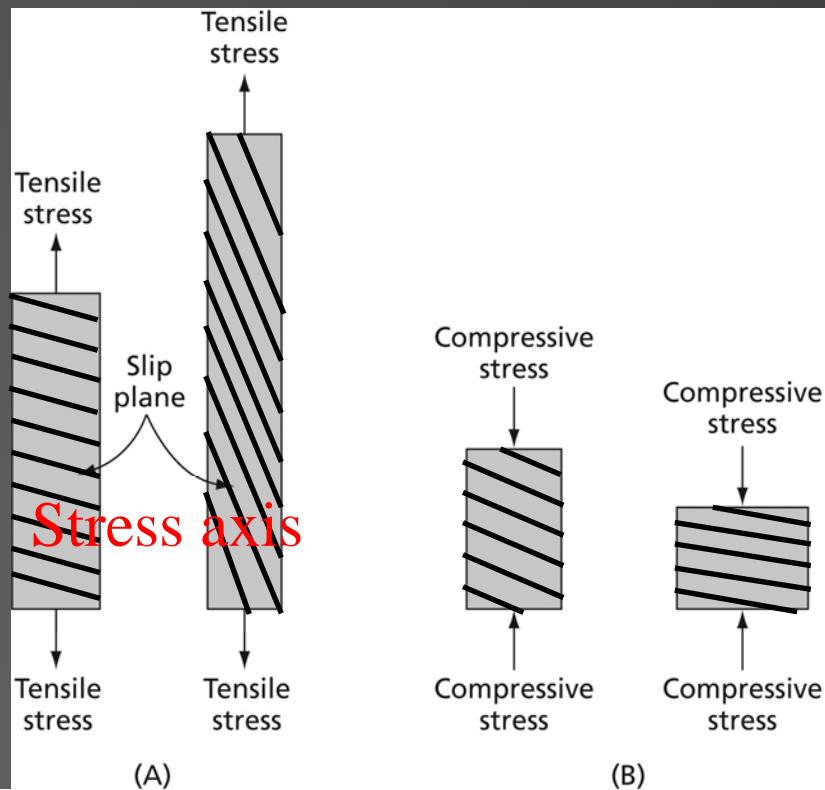 Tensile
stress
Tensile
stress
Slip
plane
Stress axis
Tensile
stress
Tensile
stress
(A)
Compressive
stress
Compressive
stress
Compressive
stress
Compressive
stress
(B)